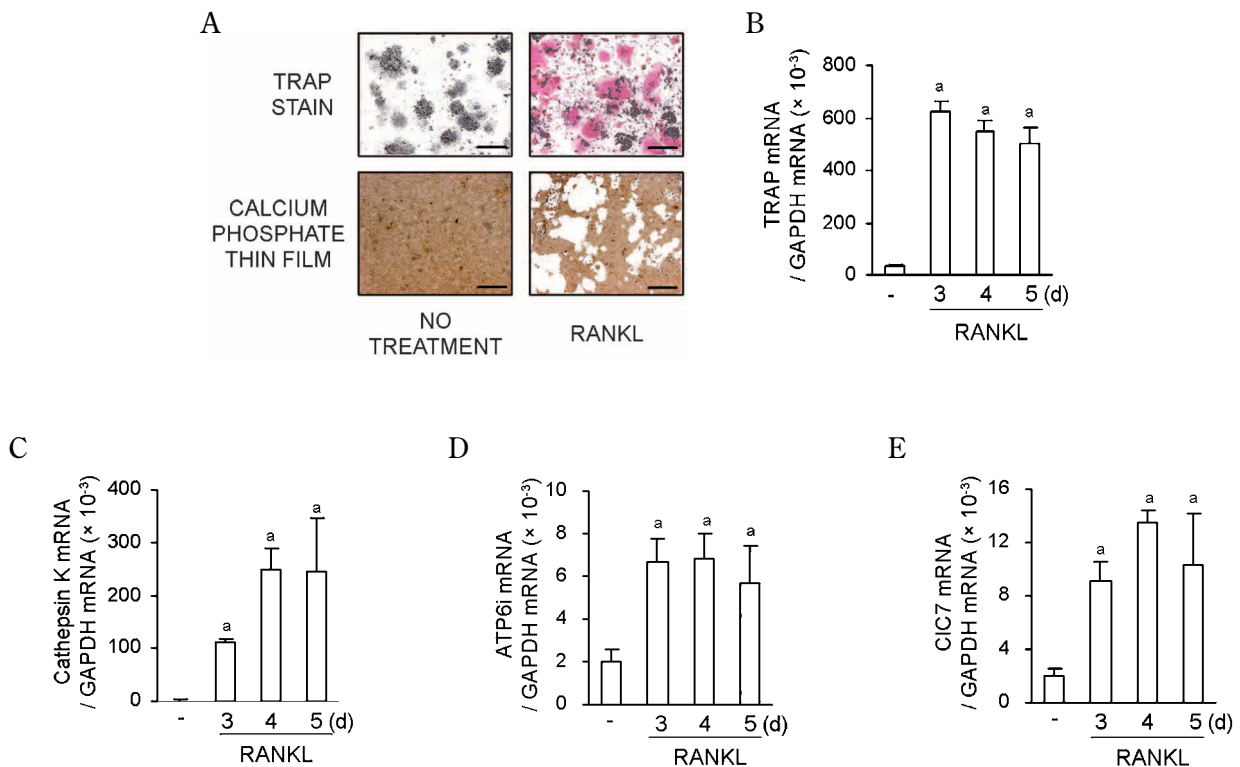 A
TRAP
STAIN
CALCIUM
PHOSPHATE
THIN FILM
NO
TREATMENT
RANKL
B
TRAP mRNA
/ GAPDH mRNA (× 10⁻³)
800
600
400
200
0
a
a
a
-
3
4
5 (d)
RANKL
C
Cathepsin K mRNA
/ GAPDH mRNA (× 10⁻³)
400
300
200
100
0
a
a
a
-
3
4
5 (d)
RANKL
D
ATP6i mRNA
/ GAPDH mRNA (× 10⁻³)
10
8
6
4
2
0
a
a
a
-
3
4
5 (d)
RANKL
E
ClC7 mRNA
/ GAPDH mRNA (× 10⁻³)
16
12
8
4
0
a
a
a
-
3
4
5 (d)
RANKL